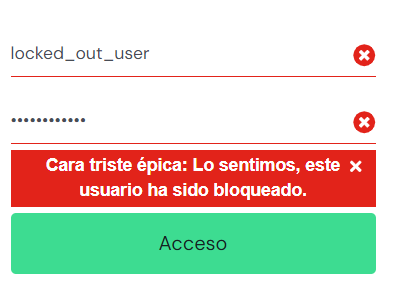 locked_out_user
••••••••••••
Cara triste épica: Lo sentimos, este
usuario ha sido bloqueado.
Acceso